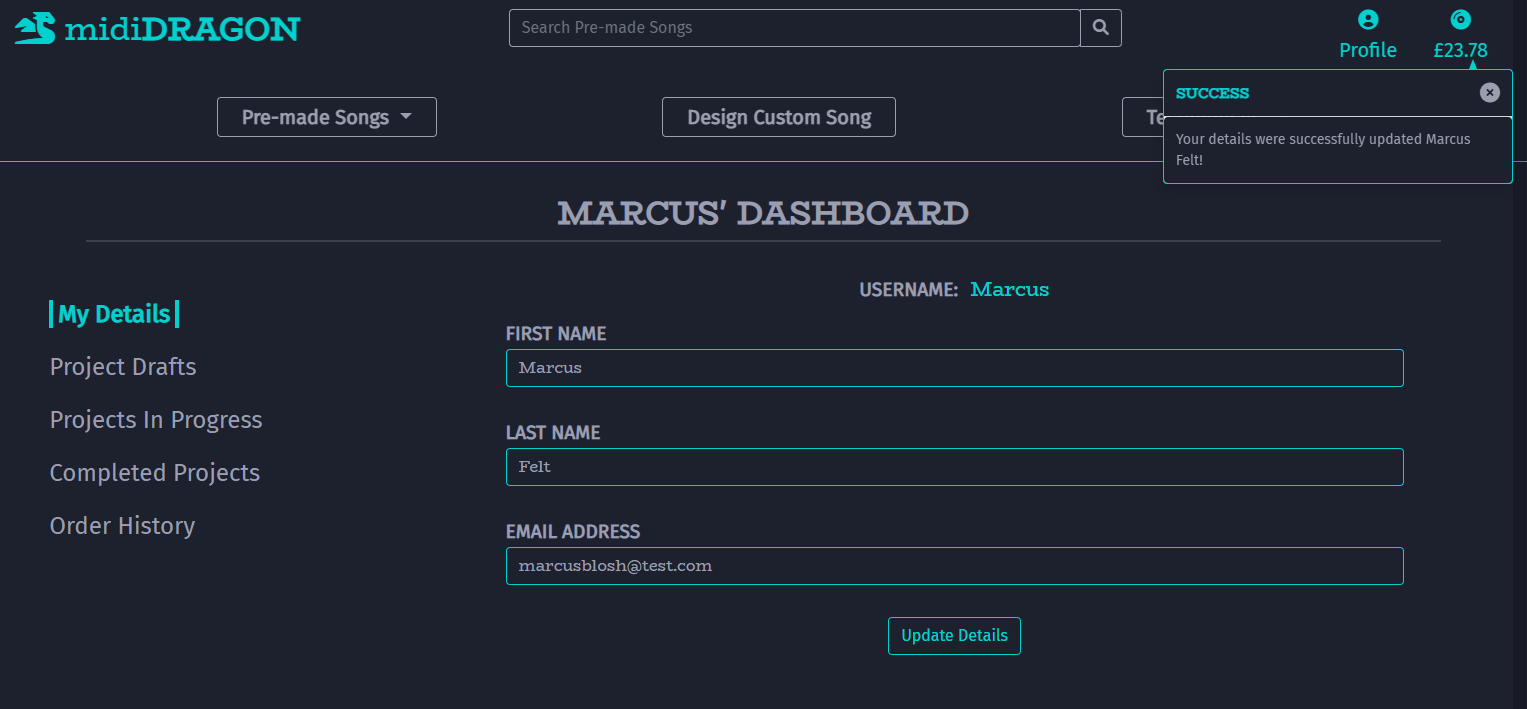 midiDRAGON
Search Pre-made Songs
Profile
£23.78
Pre-made Songs
Design Custom Song
SUCCESS
Your details were successfully updated Marcus
Felt!
MARCUS' DASHBOARD
My Details
Project Drafts
Projects In Progress
Completed Projects
Order History
USERNAME: Marcus
FIRST NAME
Marcus
LAST NAME
Felt
EMAIL ADDRESS
marcusblosh@test.com
Update Details